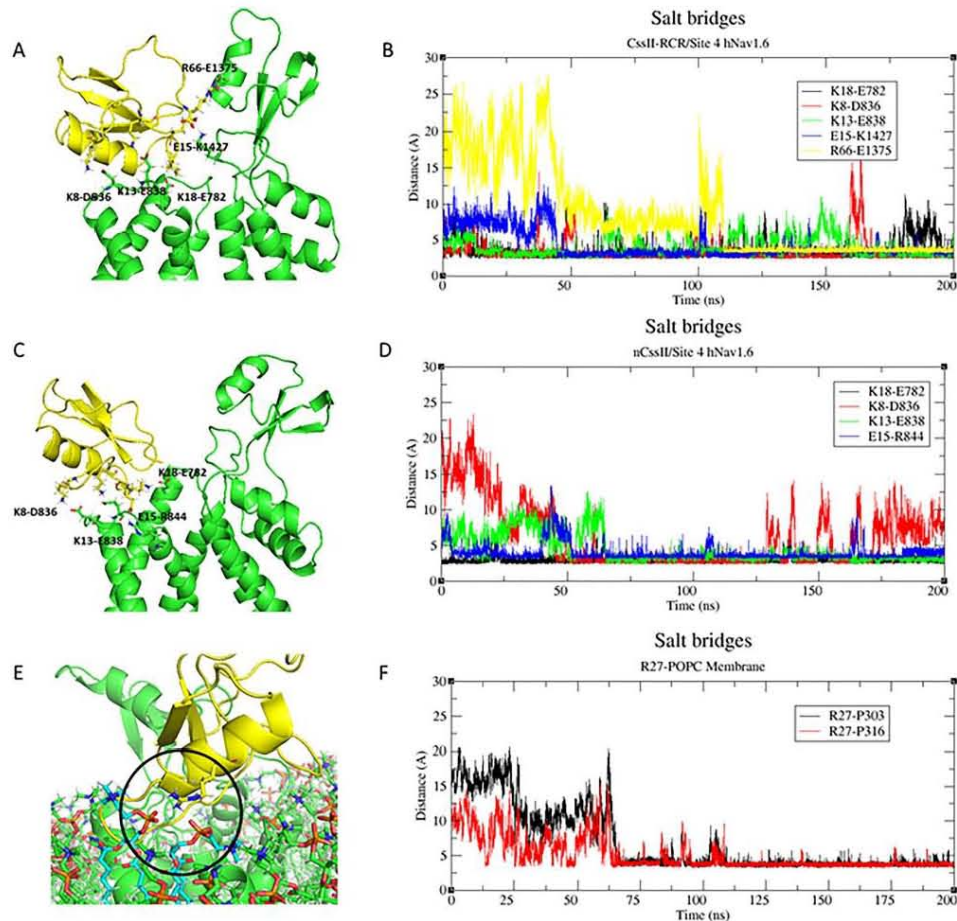 A
R66-E1375
E15-K1427
K8-D836
K13-E838
K18-E782
B
Salt bridges
CssII-RCR/Site 4 hNav1.6
Distance (A)
30
25
20
15
10
5
0
K18-E782
K8-D836
K13-E838
E15-K1427
R66-E1375
0
50
100
150
200
Time (ns)
C
K18-E782
K8-D836
E15-R844
K13-E838
D
Salt bridges
nCssII/Site 4 hNav1.6
Distance (A)
30
25
20
15
10
5
0
K18-E782
K8-D836
K13-E838
E15-R844
0
50
100
150
200
Time (ns)
E
F
Salt bridges
R27-POPC Membrane
Distance (A)
30
25
20
15
10
5
0
R27-P303
R27-P316
0
25
50
75
100
125
150
175
200
Time (ns)